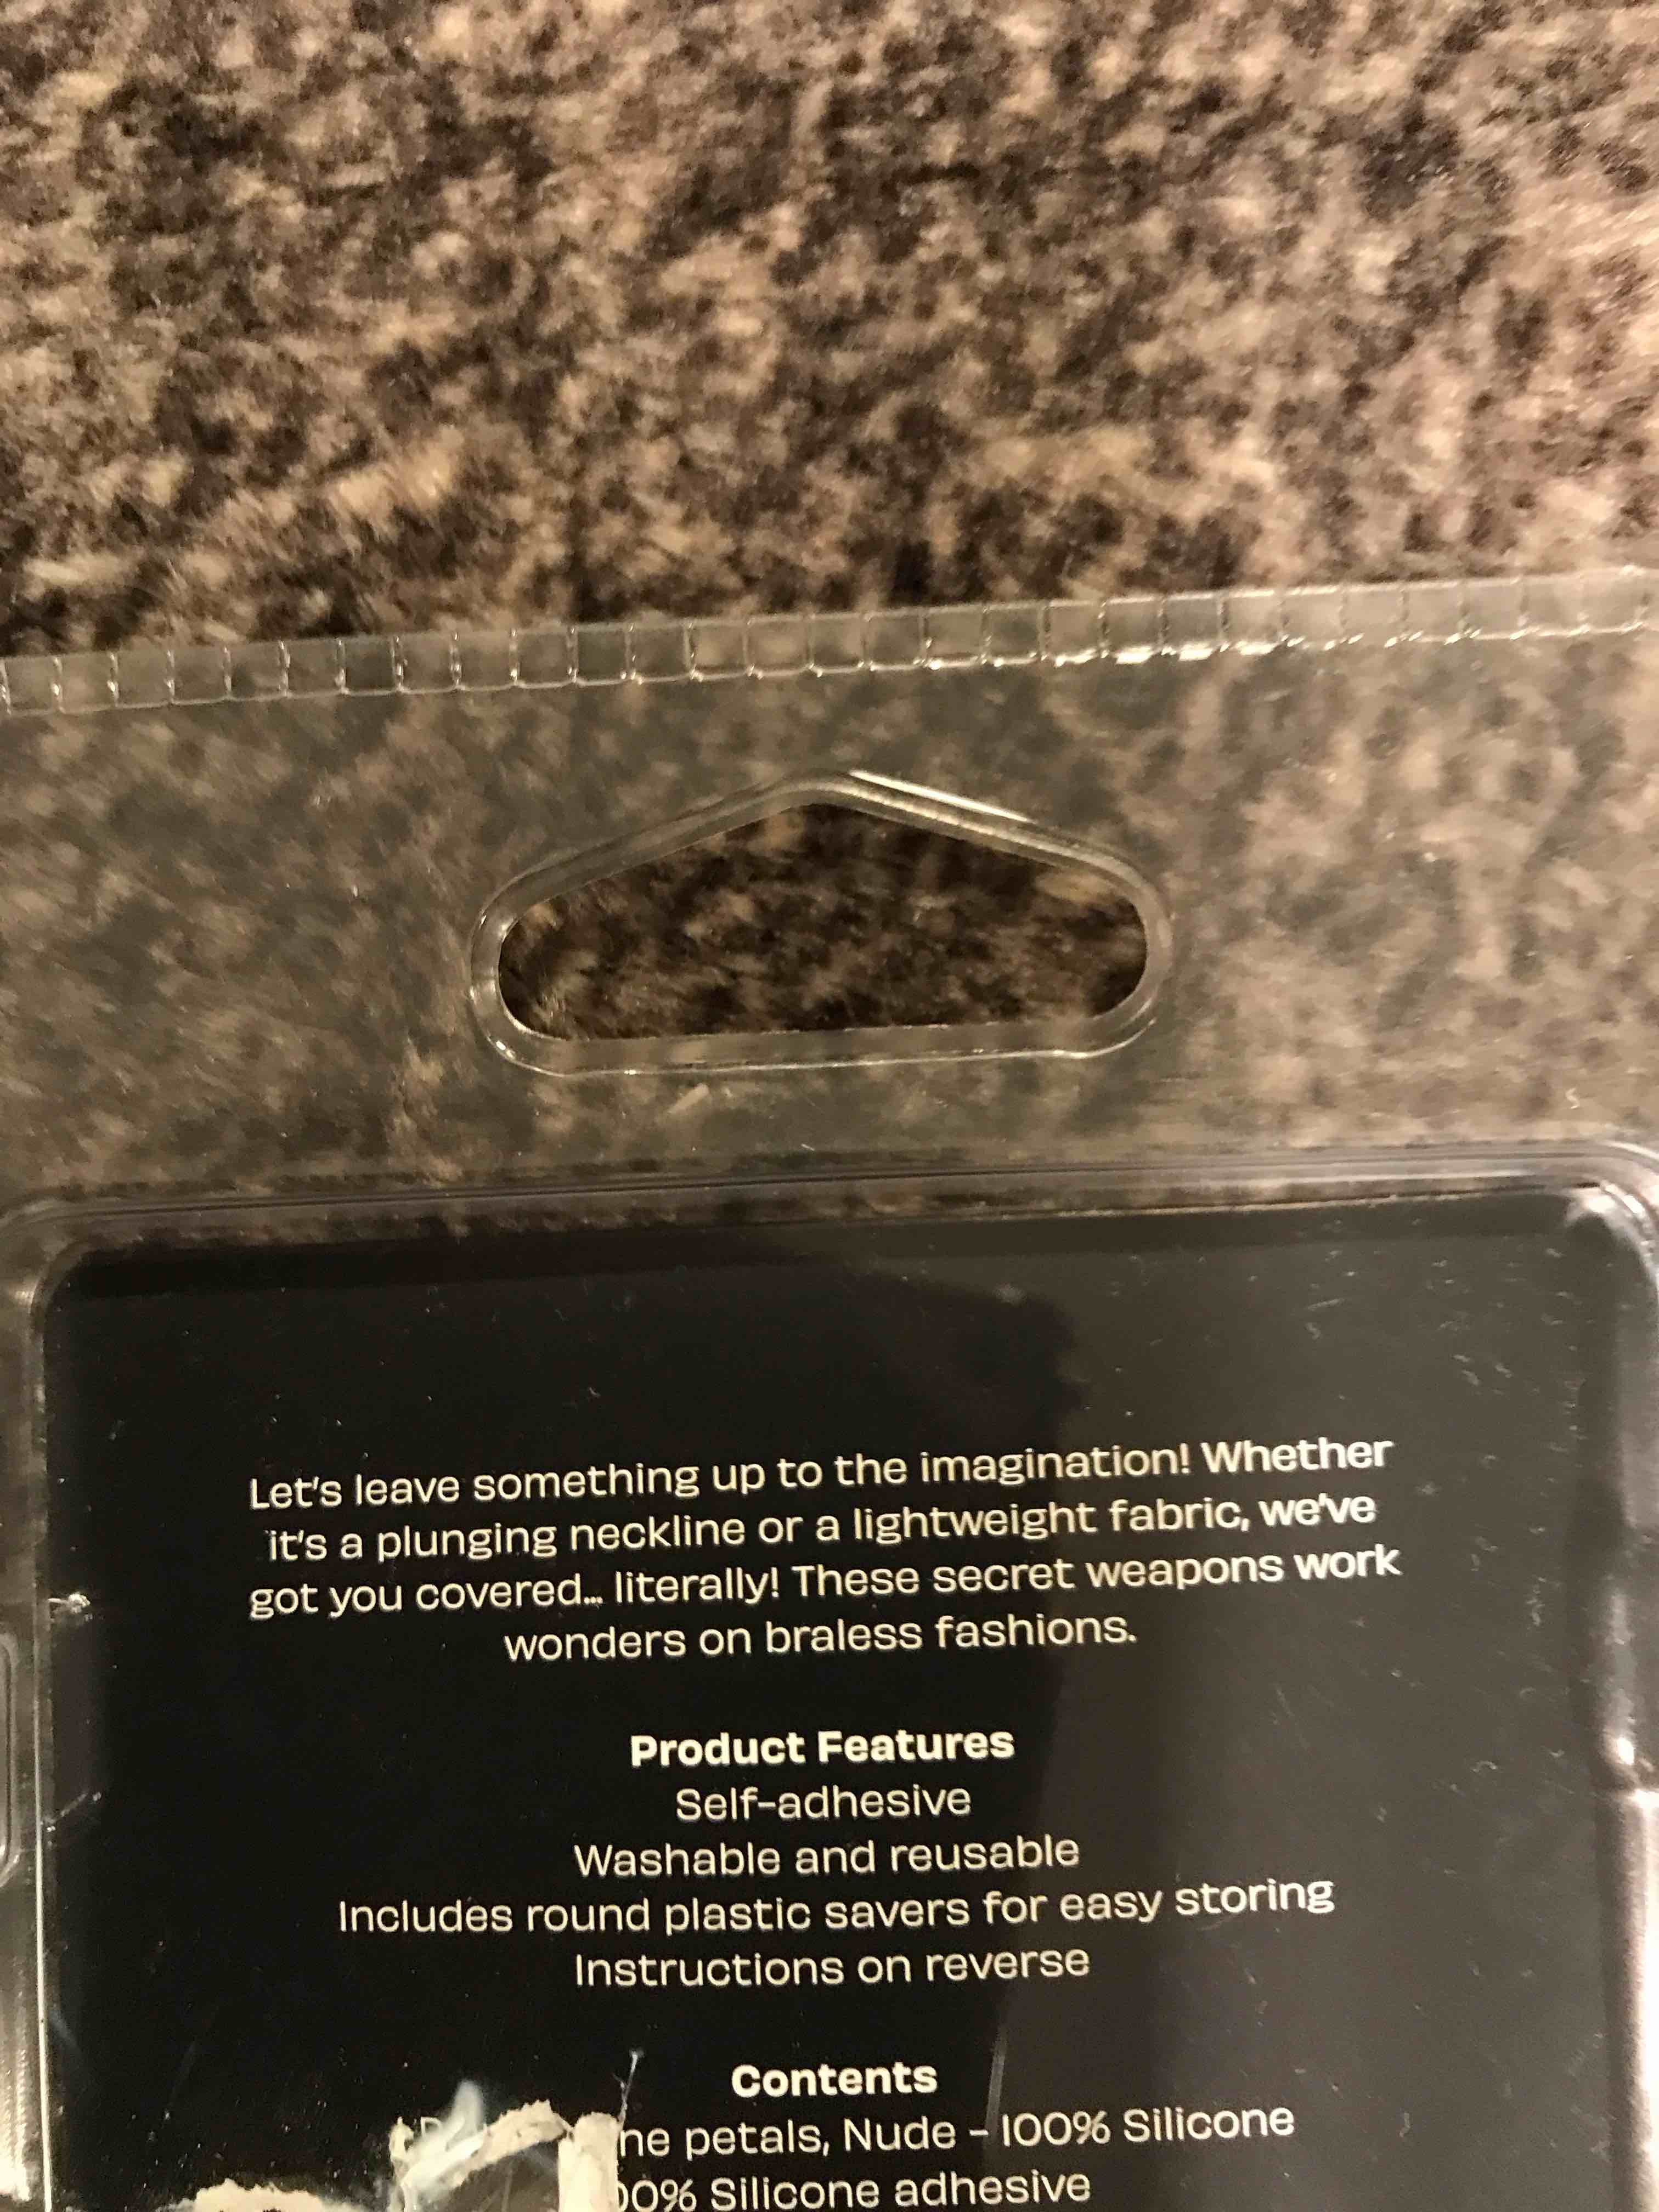 Let's leave something up to the imagination! Whether
it's a plunging neckline or a lightweight fabric, we've
got you covered... literally! These secret weapons work
wonders on braless fashions.
Product Features
Self-adhesive
Washable and reusable
Includes round plastic savers for easy storing
Instructions on reverse
Contents
petals, Nude - 100% Silicone
Silicone adhesive